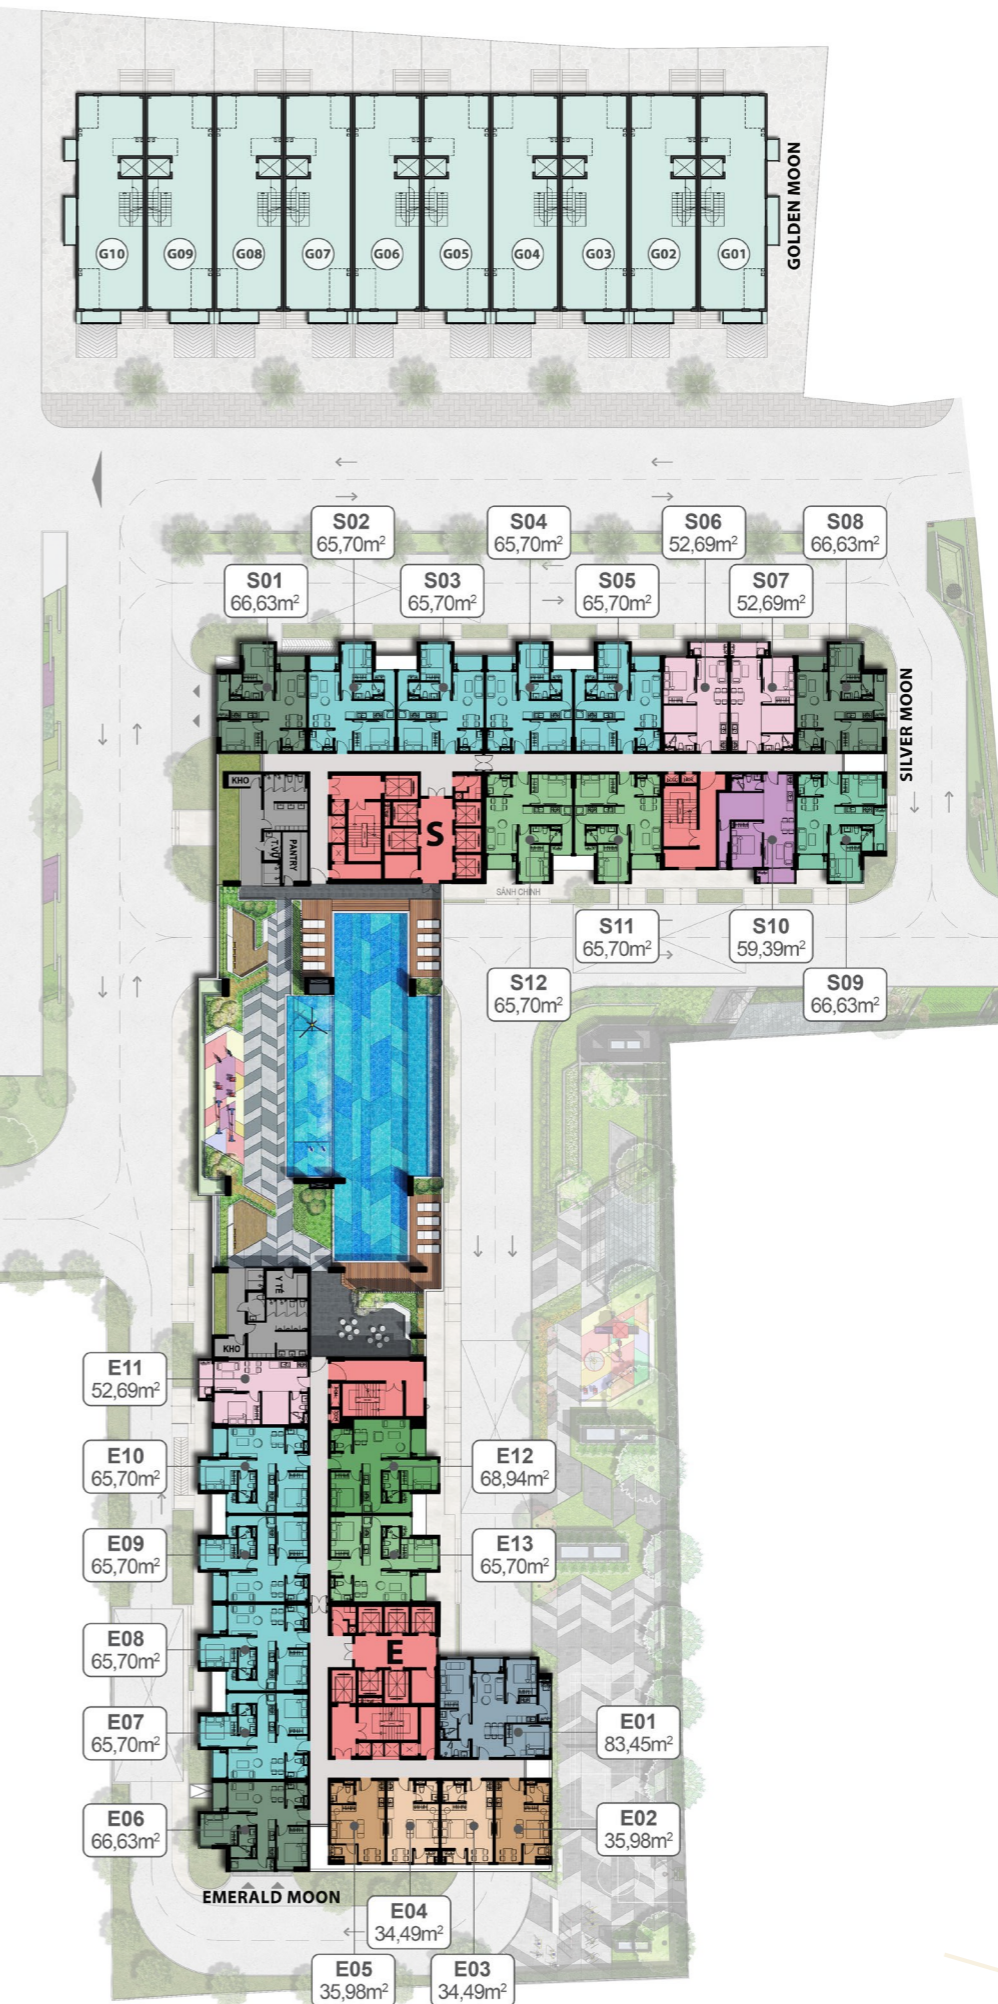 GOLDEN MOON
G10
G09
G08
G07
G06
G05
G04
G03
G02
G01
S02
65,70m²
S04
65,70m²
S06
52,69m²
S08
66,63m²
S01
66,63m²
S03
65,70m²
S05
65,70m²
S07
52,69m²
SILVER MOON
KHO
T.VỤ
PANTRY
S
SẢNH CHÍNH
S11
65,70m²
S10
59,39m²
S12
65,70m²
S09
66,63m²
Y TẾ
KHO
E11
52,69m²
E10
65,70m²
E12
68,94m²
E09
65,70m²
E13
65,70m²
E08
65,70m²
E
E07
65,70m²
E01
83,45m²
E06
66,63m²
E02
35,98m²
EMERALD MOON
E04
34,49m²
E05
35,98m²
E03
34,49m²